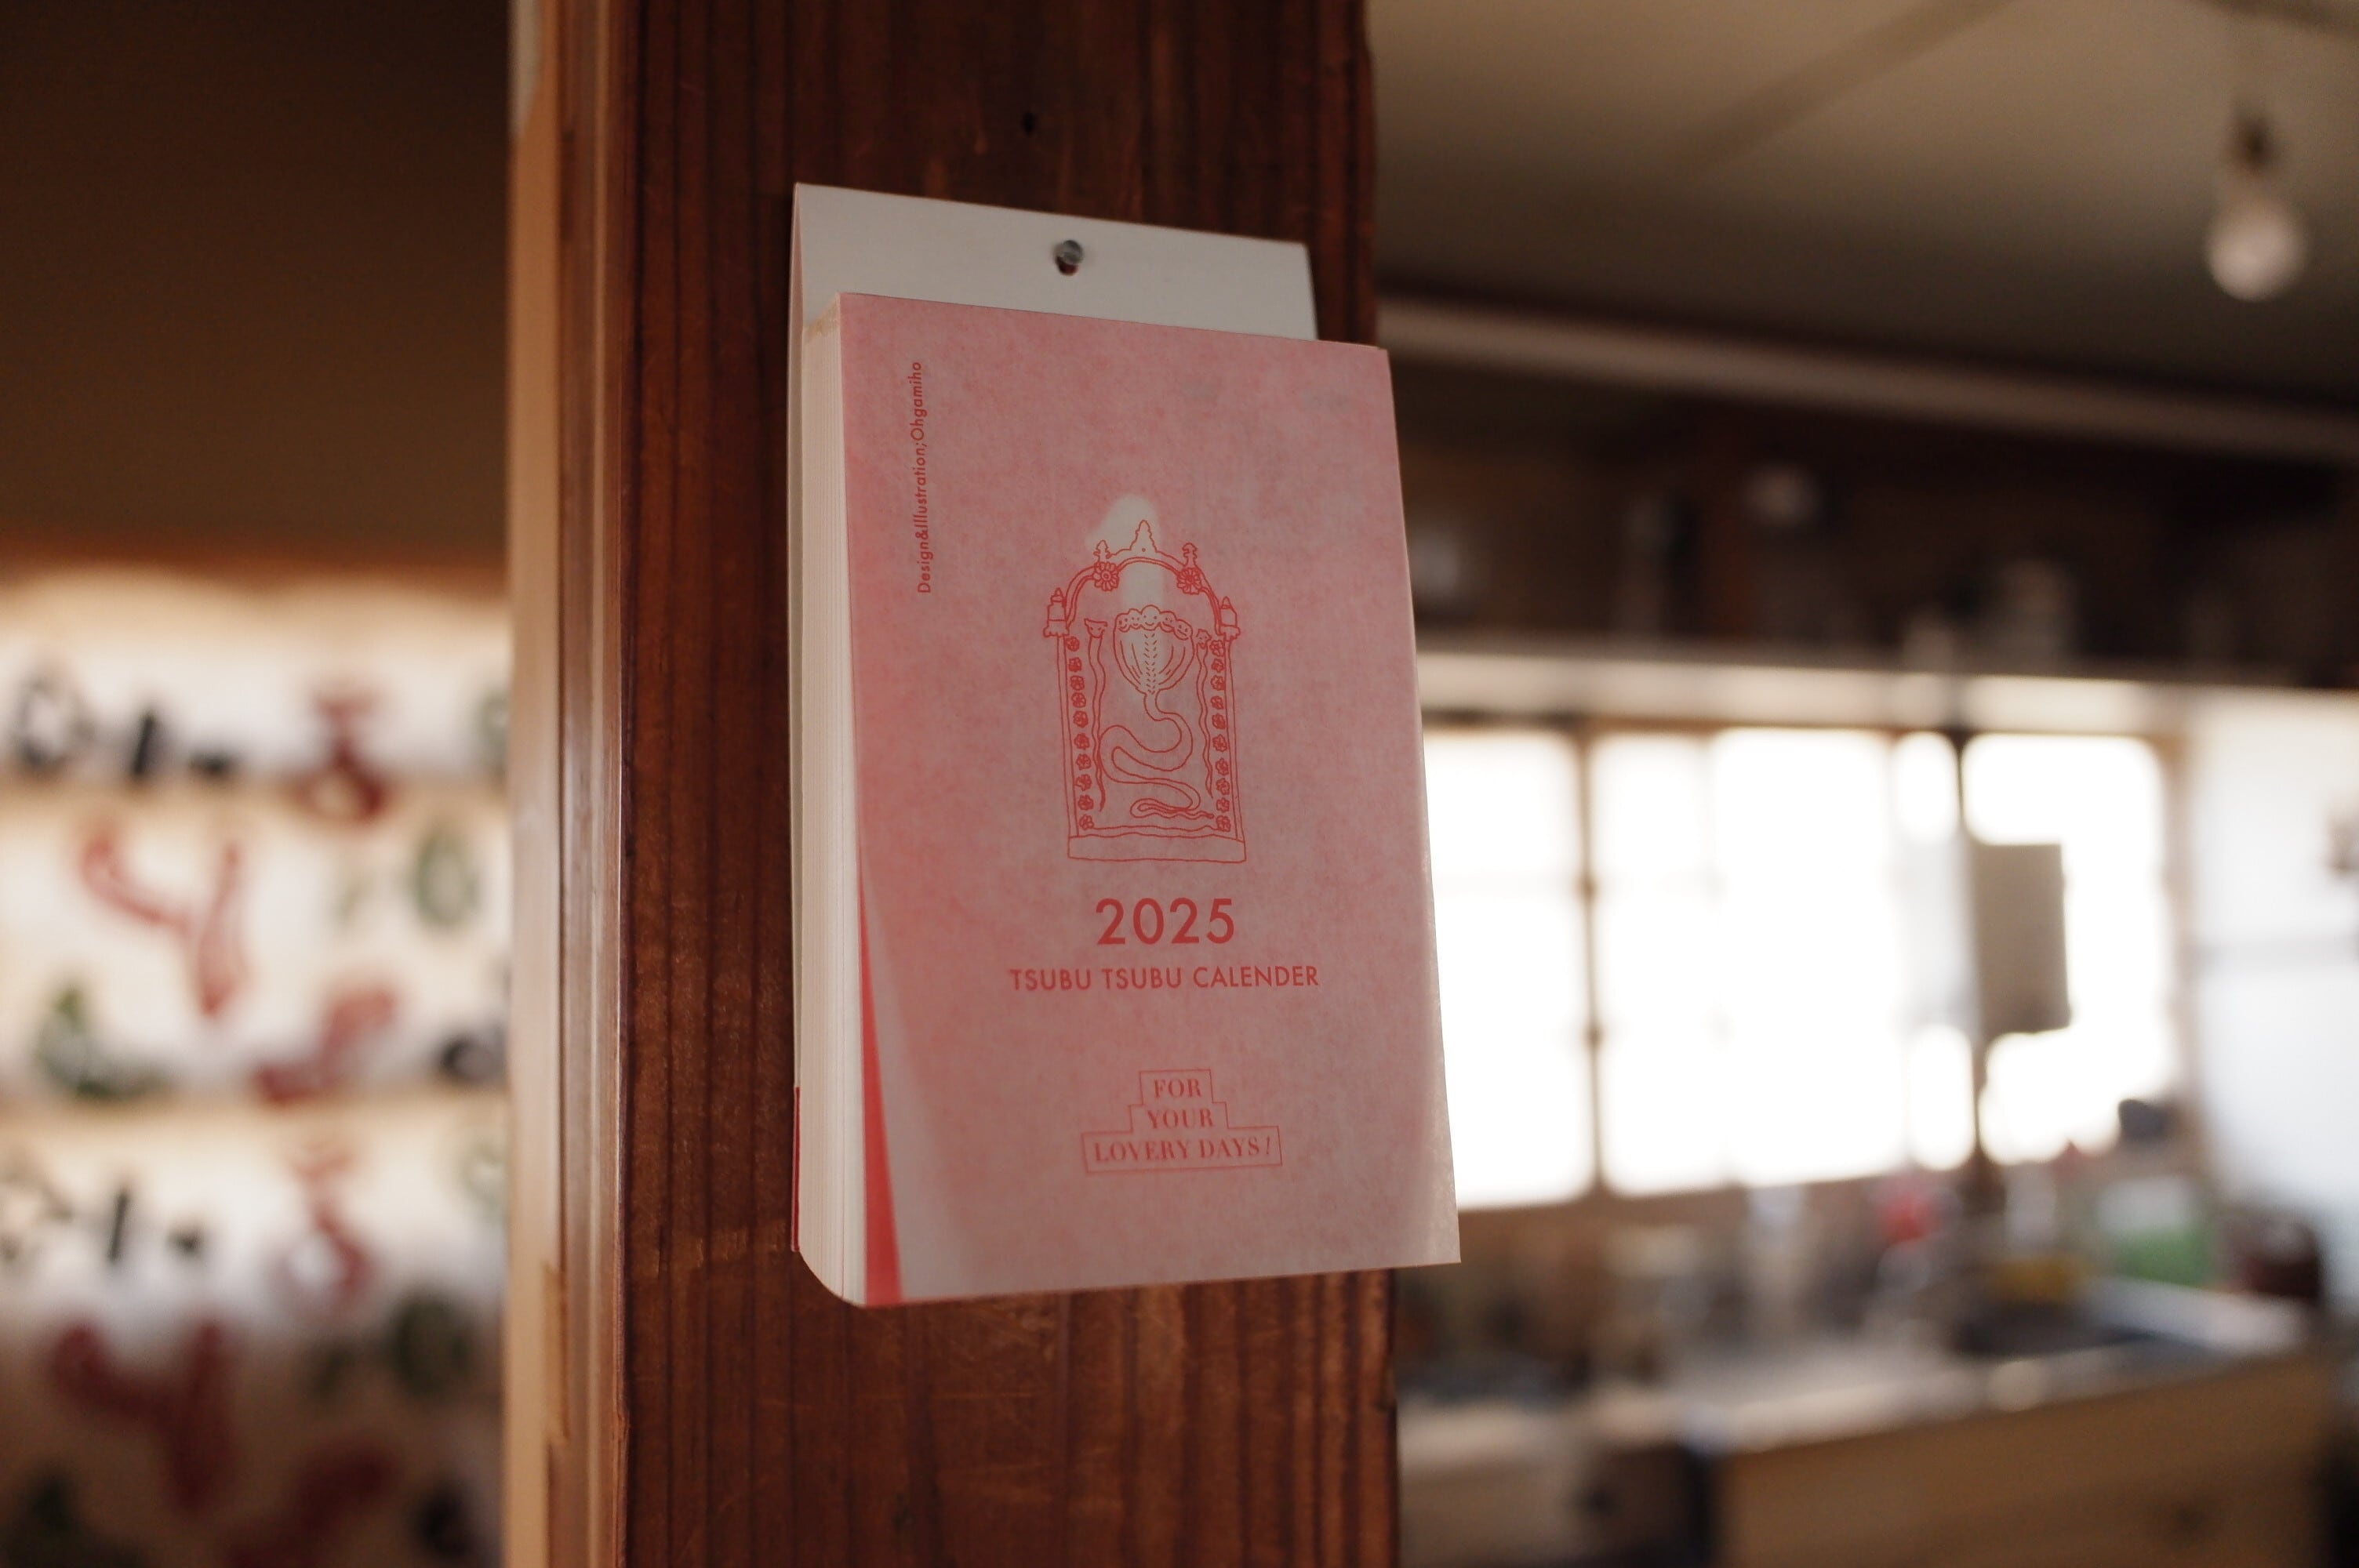 Design&Illustration;Ohgamiho
2025
TSUBU TSUBU CALENDER
FOR
YOUR
LOVERY DAYS!